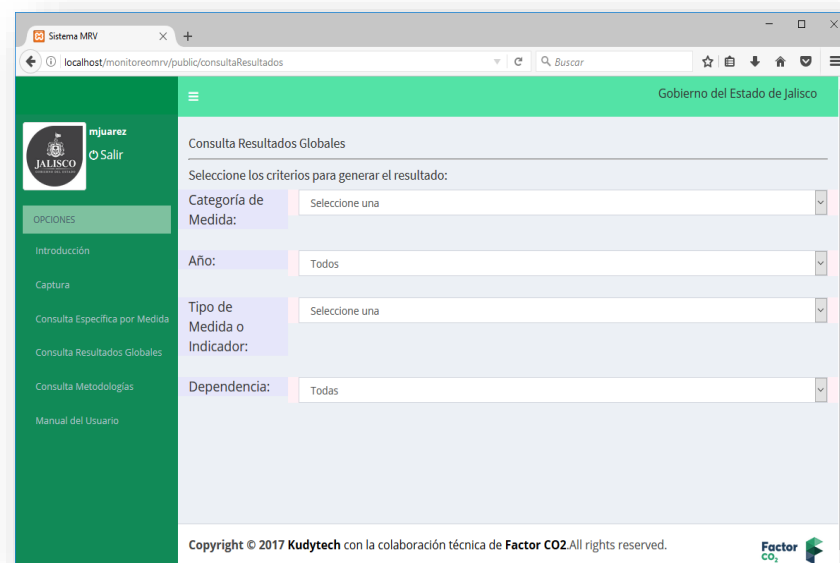 Sistema MRV
localhost/monitoreomrv/public/consultaResultados
Buscar
Gobierno del Estado de Jalisco
JALISCO
mjuarez
Salir
OPCIONES
Introducción
Captura
Consulta Específica por Medida
Consulta Resultados Globales
Consulta Metodologías
Manual del Usuario
Consulta Resultados Globales
Seleccione los criterios para generar el resultado:
Categoría de
Medida:
Seleccione una
Año:
Todos
Tipo de
Medida o
Indicador:
Seleccione una
Dependencia:
Todas
Copyright © 2017 Kudytech con la colaboración técnica de Factor CO2.All rights reserved.
Factor
CO₂